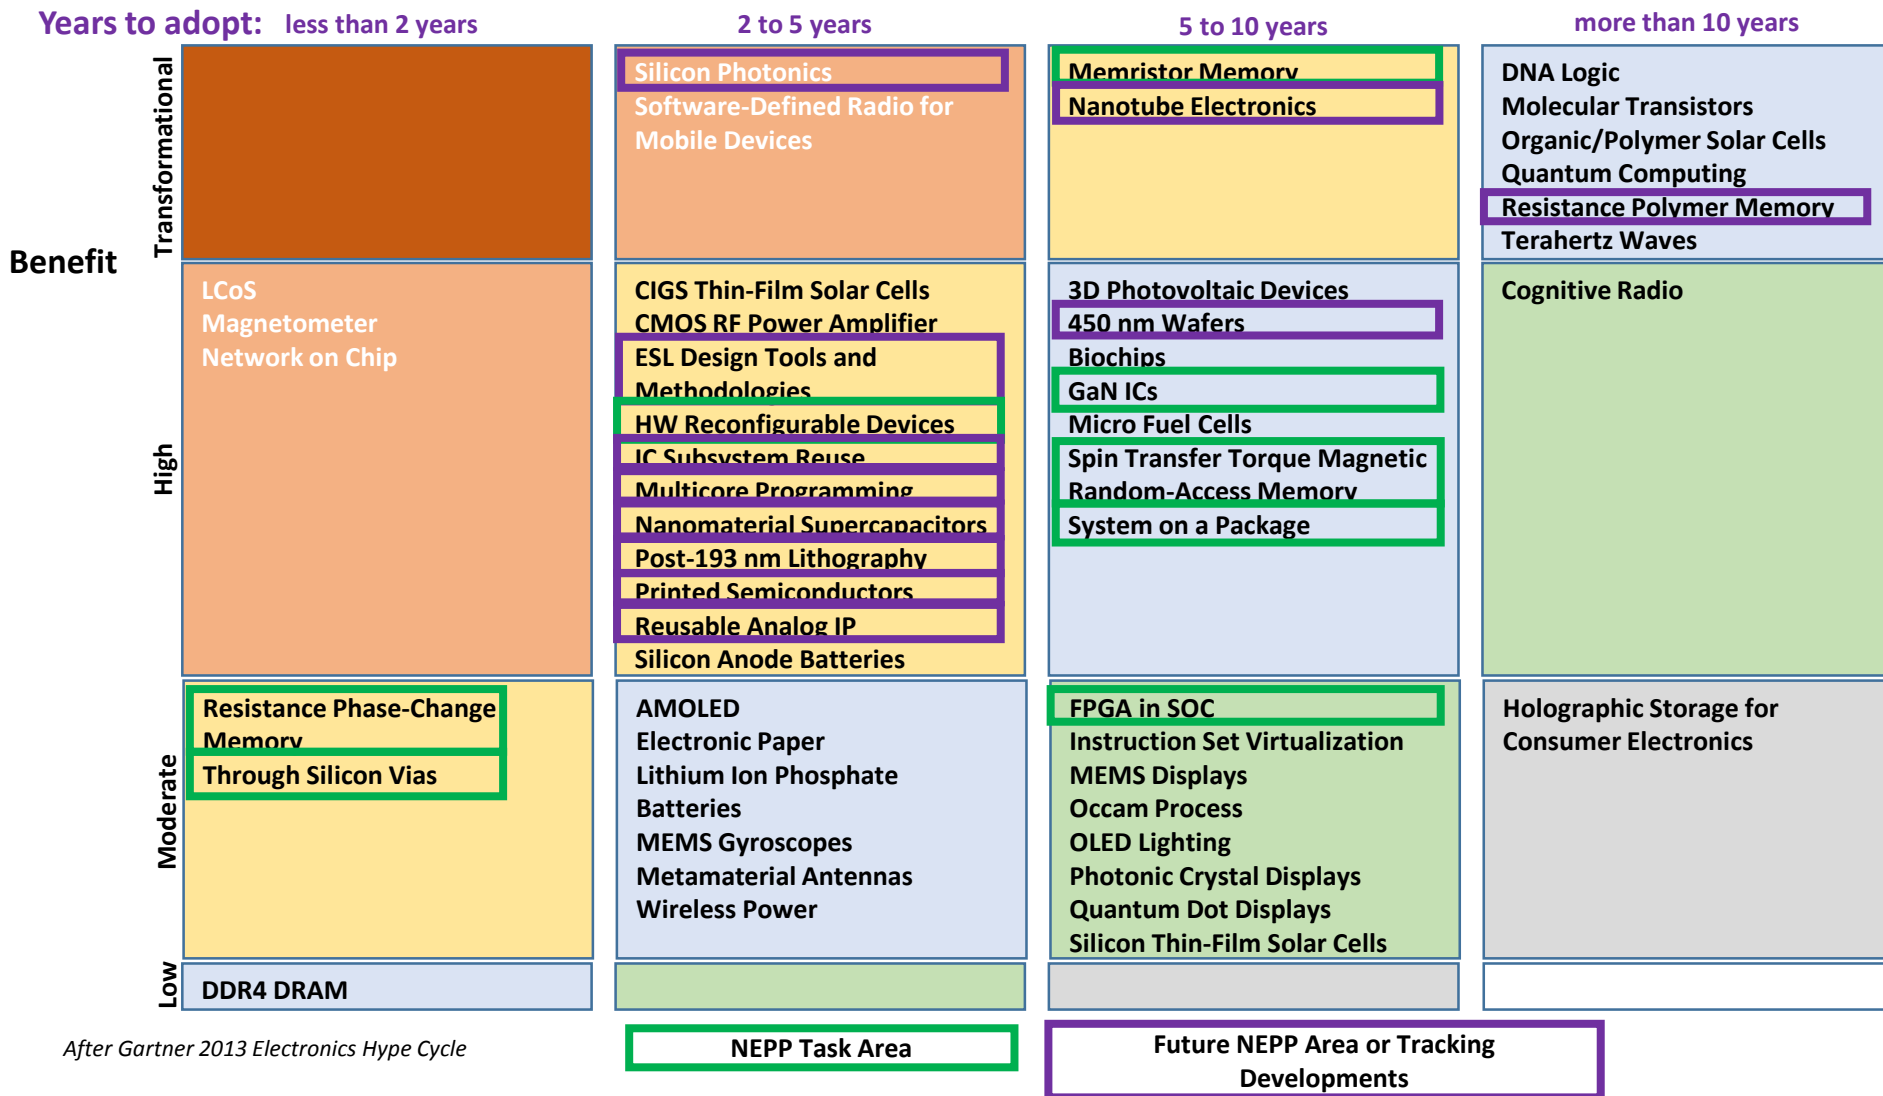 Years to adopt: less than 2 years 2 to 5 years 5 to 10 years more than 10 years
Benefit
Transformational
Silicon Photonics
Software-Defined Radio for
Mobile Devices
Memristor Memory
Nanotube Electronics
DNA Logic
Molecular Transistors
Organic/Polymer Solar Cells
Quantum Computing
Resistance Polymer Memory
Terahertz Waves
High
LCoS
Magnetometer
Network on Chip
CIGS Thin-Film Solar Cells
CMOS RF Power Amplifier
ESL Design Tools and
Methodologies
HW Reconfigurable Devices
IC Subsystem Reuse
Multicore Programming
Nanomaterial Supercapacitors
Post-193 nm Lithography
Printed Semiconductors
Reusable Analog IP
Silicon Anode Batteries
3D Photovoltaic Devices
450 nm Wafers
Biochips
GaN ICs
Micro Fuel Cells
Spin Transfer Torque Magnetic
Random-Access Memory
System on a Package
Cognitive Radio
Moderate
Resistance Phase-Change
Memory
Through Silicon Vias
AMOLED
Electronic Paper
Lithium Ion Phosphate
Batteries
MEMS Gyroscopes
Metamaterial Antennas
Wireless Power
FPGA in SOC
Instruction Set Virtualization
MEMS Displays
Occam Process
OLED Lighting
Photonic Crystal Displays
Quantum Dot Displays
Silicon Thin-Film Solar Cells
Holographic Storage for
Consumer Electronics
Low
DDR4 DRAM
After Gartner 2013 Electronics Hype Cycle
NEPP Task Area
Future NEPP Area or Tracking
Developments